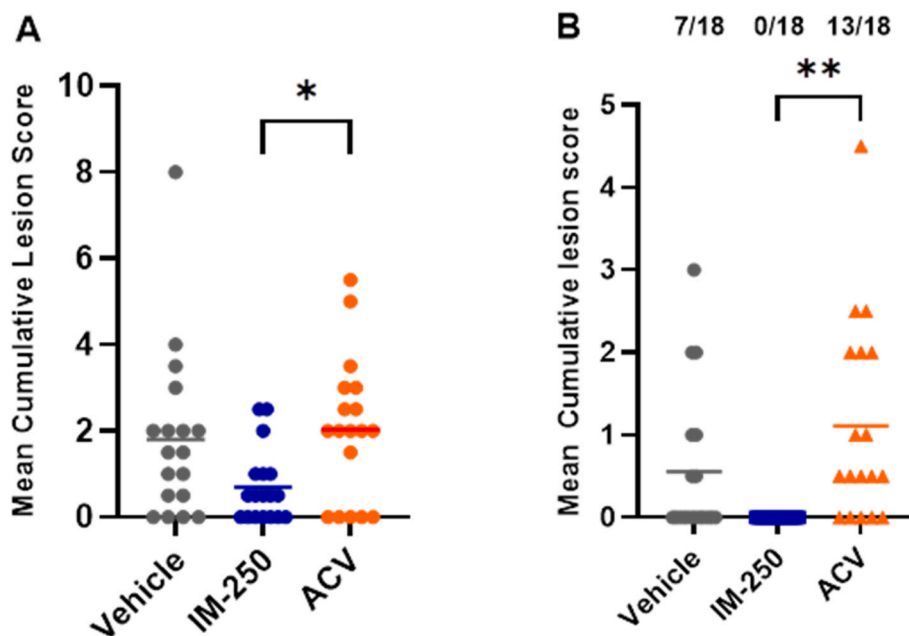 A
Mean Cumulative Lesion Score
10
8
6
4
2
0
*
Vehicle
IM-250
ACV
B
7/18 0/18 13/18
Mean Cumulative lesion score
5
4
3
2
1
0
**
Vehicle
IM-250
ACV